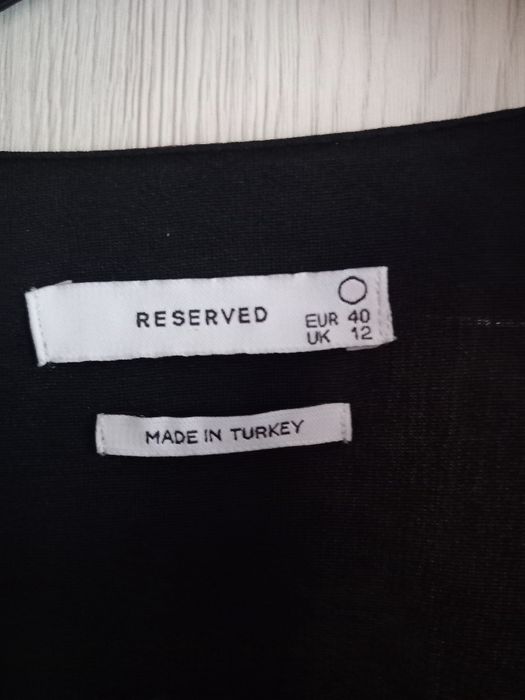 RESERVED
EUR 40
UK 12
MADE IN TURKEY